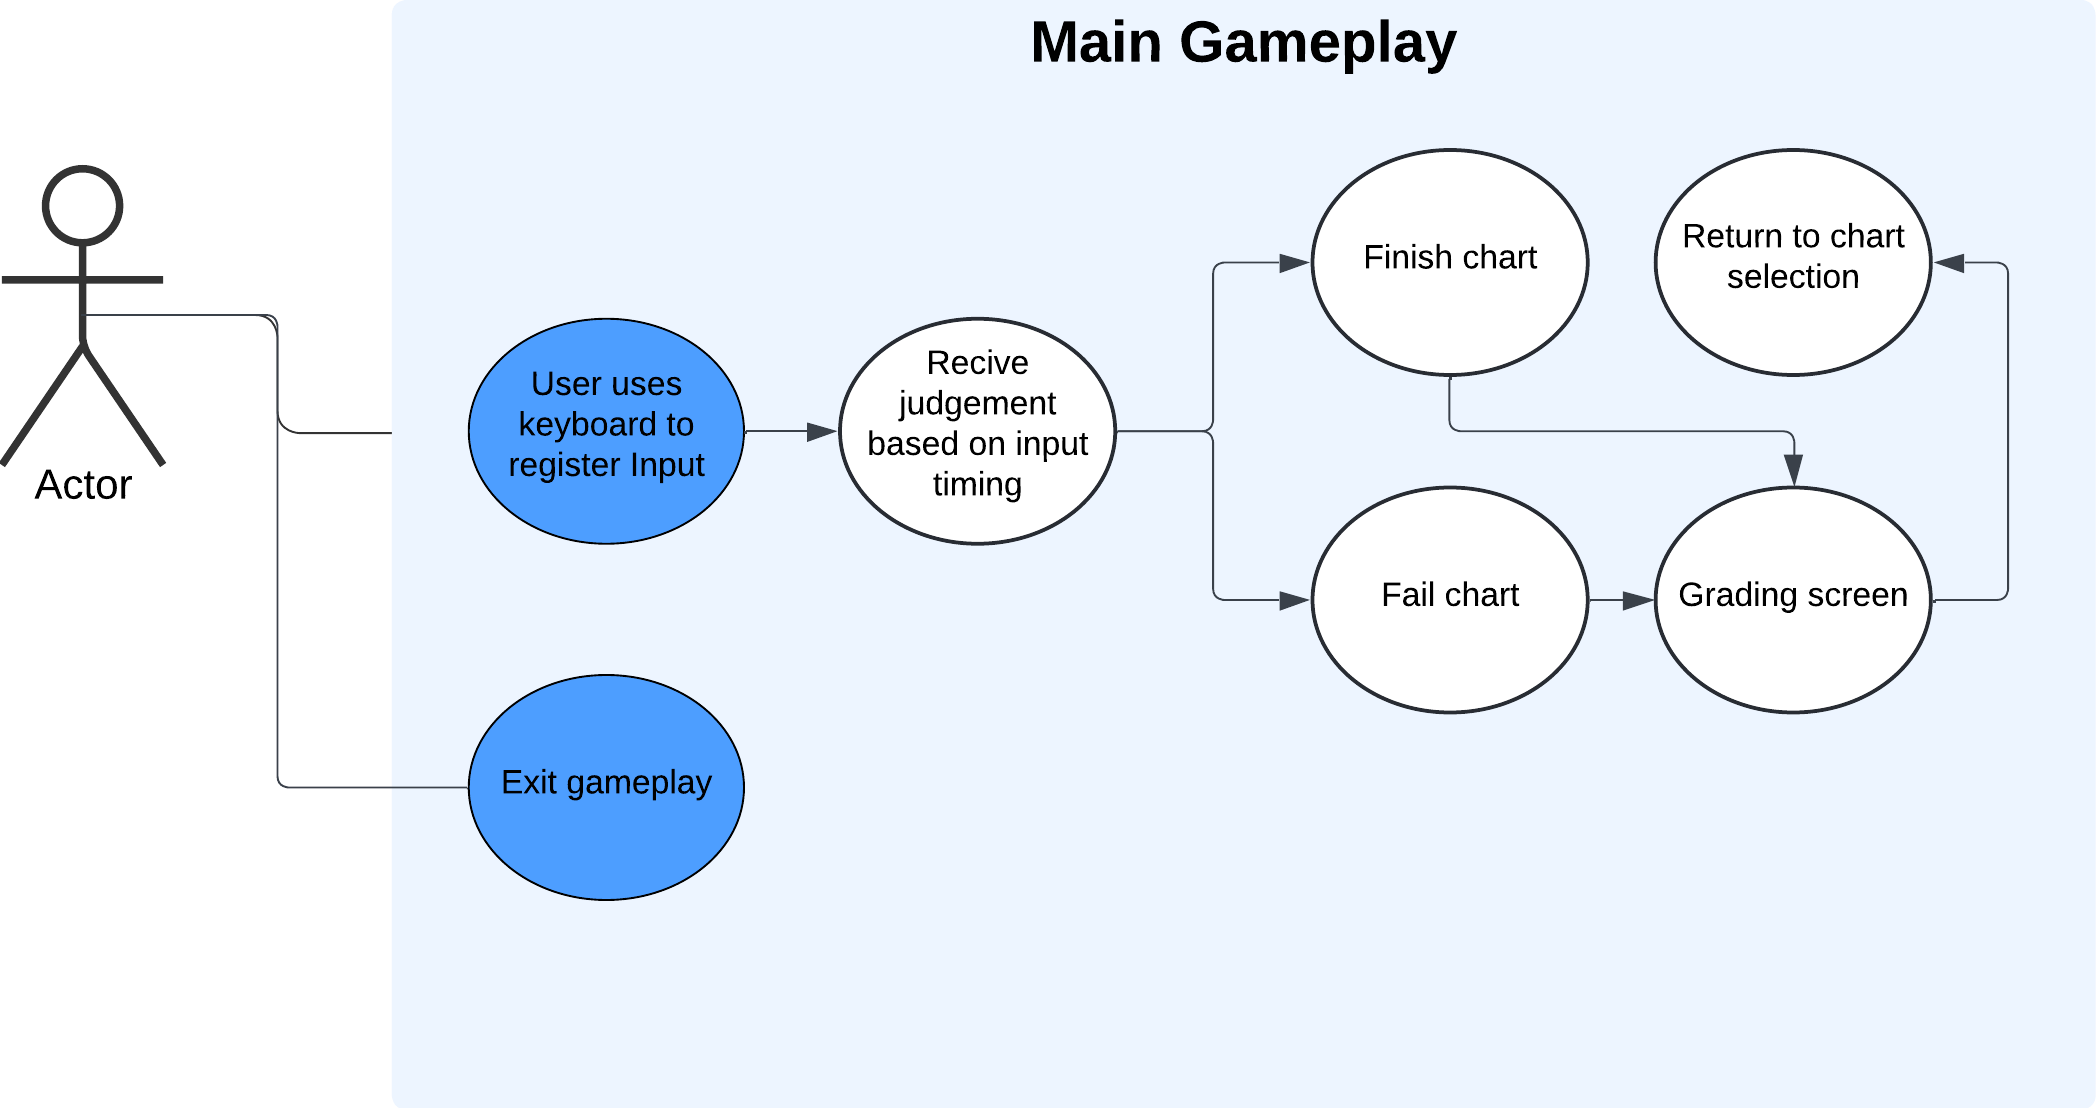 Main Gameplay
Actor
User uses
keyboard to
register Input
Recive
judgement
based on input
timing
Finish chart
Return to chart
selection
Fail chart
Grading screen
Exit gameplay